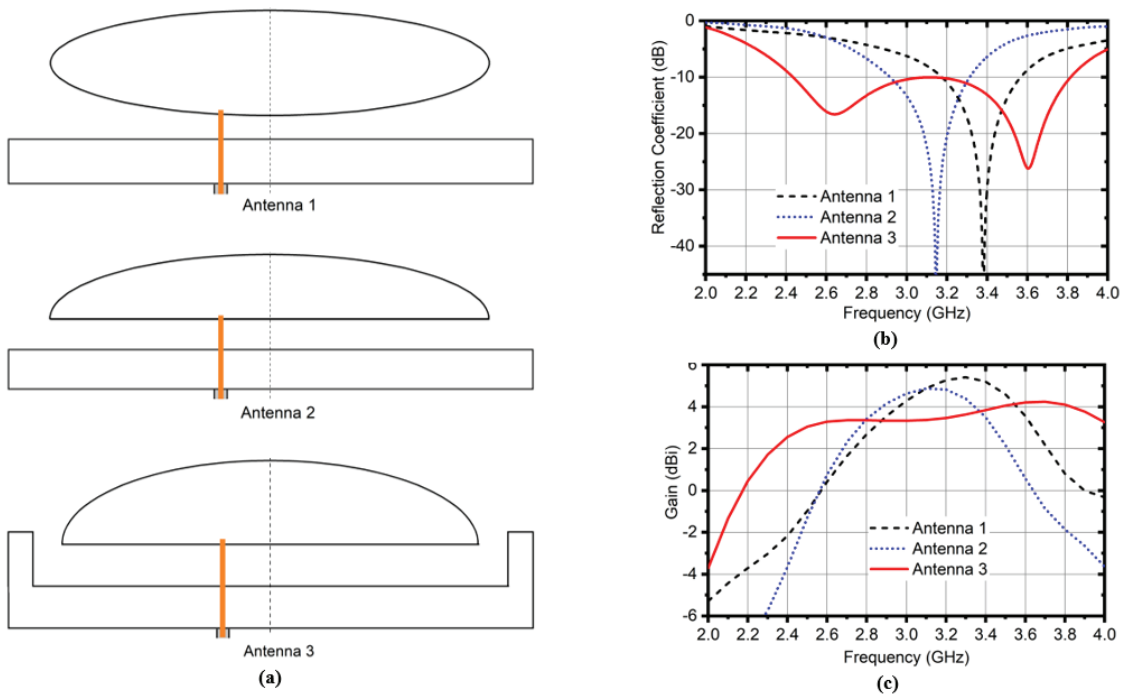 Antenna 1
Antenna 2
Antenna 3
(a)
Reflection Coefficient (dB)
0
-10
-20
-30
-40
Antenna 1
Antenna 2
Antenna 3
2.0 2.2 2.4 2.6 2.8 3.0 3.2 3.4 3.6 3.8 4.0
Frequency (GHz)
(b)
Gain (dBi)
6
4
2
0
-2
-4
-6
Antenna 1
Antenna 2
Antenna 3
2.0 2.2 2.4 2.6 2.8 3.0 3.2 3.4 3.6 3.8 4.0
Frequency (GHz)
(c)